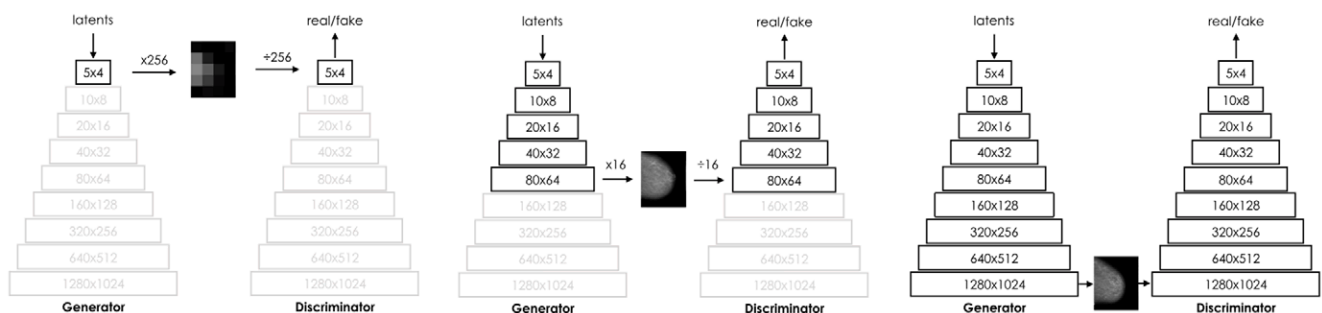 latents
real/fake
5x4
x256
÷256
5x4
10x8
10x8
20x16
20x16
40x32
40x32
80x64
80x64
160x128
160x128
320x256
320x256
640x512
640x512
1280x1024
1280x1024
Generator
Discriminator
latents
real/fake
5x4
5x4
10x8
10x8
20x16
20x16
40x32
40x32
x16
÷16
80x64
80x64
160x128
160x128
320x256
320x256
640x512
640x512
1280x1024
1280x1024
Generator
Discriminator
latents
real/fake
5x4
5x4
10x8
10x8
20x16
20x16
40x32
40x32
80x64
80x64
160x128
160x128
320x256
320x256
640x512
640x512
1280x1024
1280x1024
Generator
Discriminator